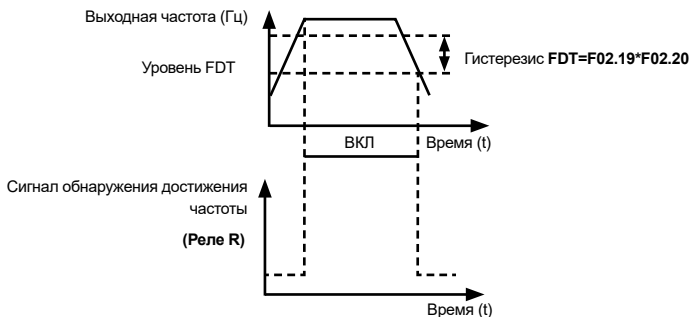 Выходная частота (Гц)
Уровень FDT
Гистерезис FDT=F02.19*F02.20
ВКЛ
Время (t)
Сигнал обнаружения достижения
частоты
(Реле R)
Время (t)